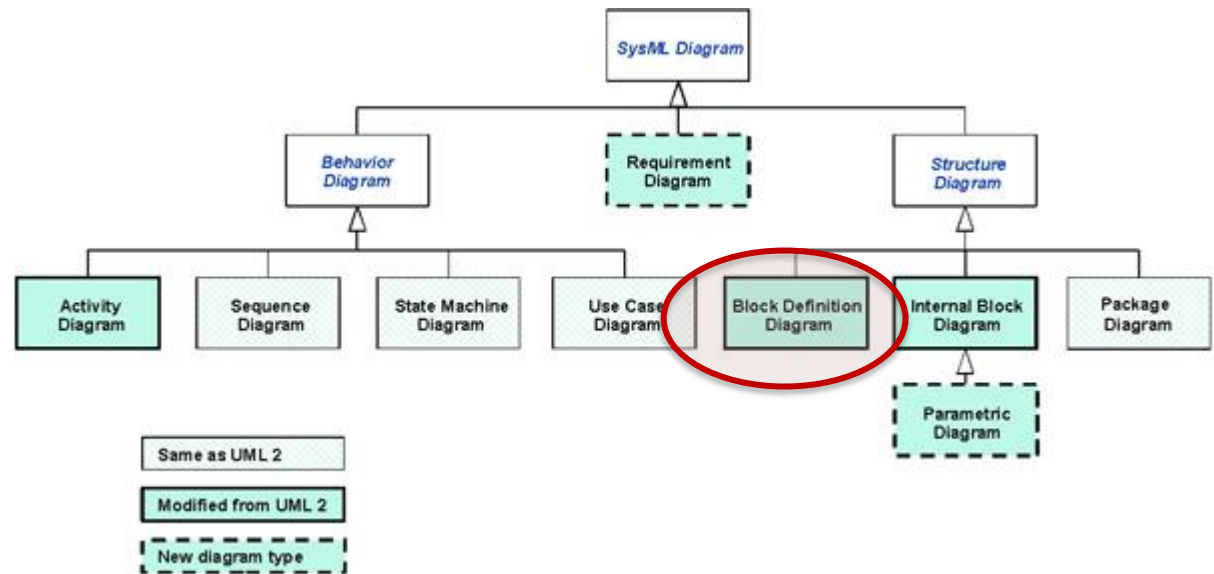 SysML Diagram
Behavior
Diagram
Requirement
Diagram
Structure
Diagram
Activity
Diagram
Sequence
Diagram
State Machine
Diagram
Use Case
Diagram
Block Definition
Diagram
Internal Block
Diagram
Package
Diagram
Parametric
Diagram
Same as UML 2
Modified from UML 2
New diagram type